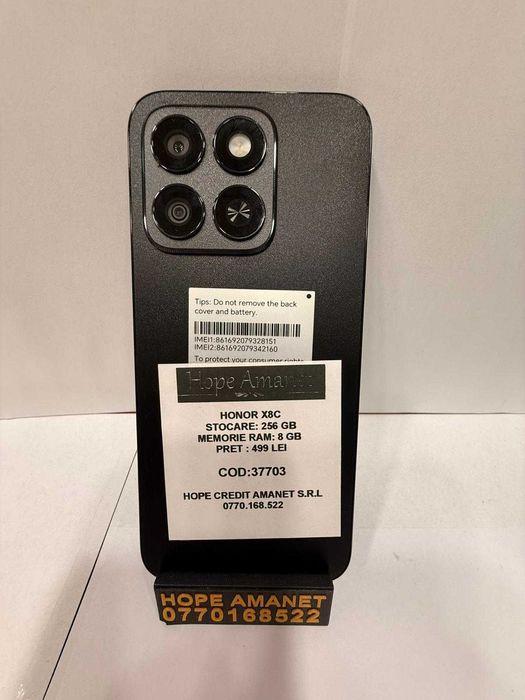 Tips: Do not remove the back
cover and battery.
IMEI1:861692079328151
IMEI2:861692079342160
To protect your consumer rights
Hope Amanet
HONOR X8C
STOCARE: 256 GB
MEMORIE RAM: 8 GB
PRET : 499 LEI
COD:37703
HOPE CREDIT AMANET S.R.L
0770.168.522
HOPE AMANET
0770168522